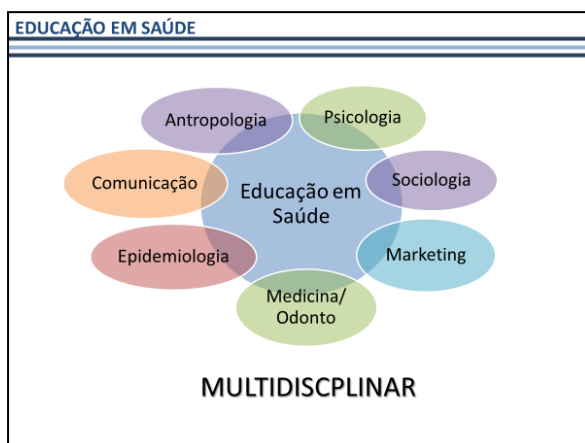 EDUCAÇÃO EM SAÚDE
Antropologia
Psicologia
Comunicação
Sociologia
Educação em
Saúde
Epidemiologia
Marketing
Medicina/
Odonto
MULTIDISCPLINAR